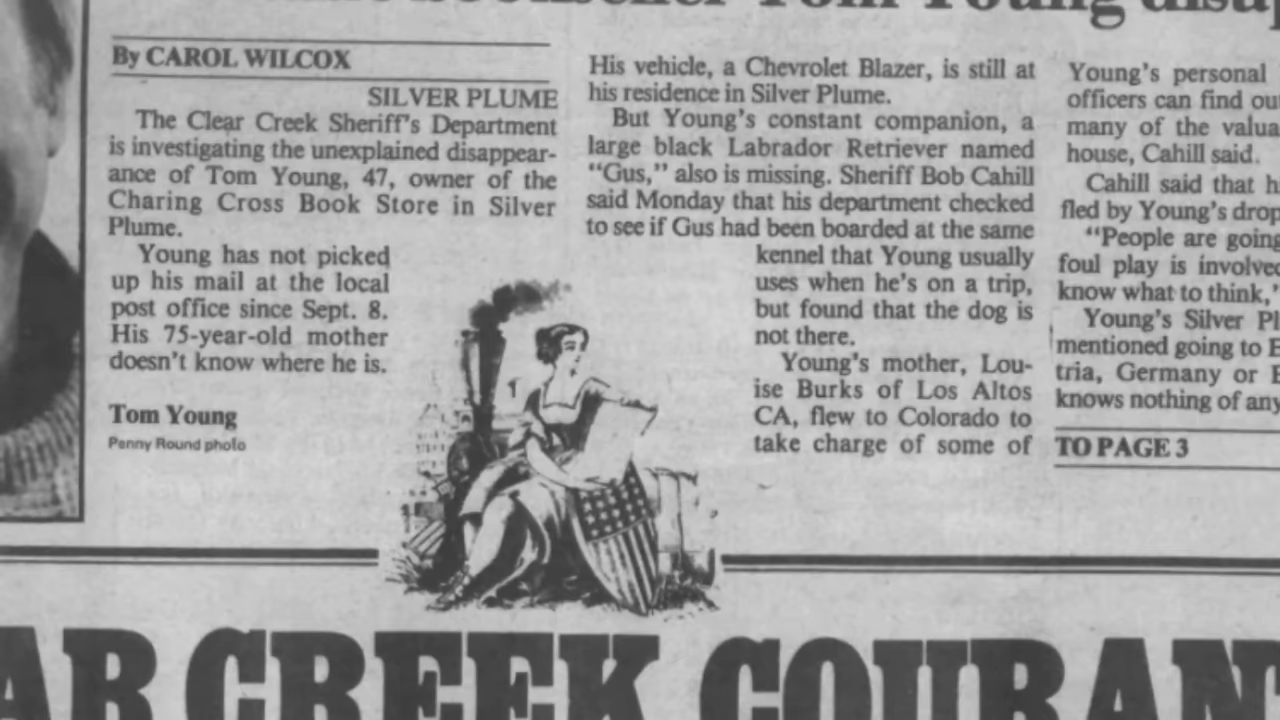 Tom Young
By CAROL WILCOX
SILVER PLUME
The Clear Creek Sheriff's Department
is investigating the unexplained disappear-
ance of Tom Young, 47, owner of the
Charing Cross Book Store in Silver
Plume.
Young has not picked
up his mail at the local
post office since Sept. 8.
His 75-year-old mother
doesn't know where he is.
Tom Young
Penny Round photo
His vehicle, a Chevrolet Blazer, is still at
his residence in Silver Plume.
But Young's constant companion, a
large black Labrador Retriever named
“Gus,” also is missing. Sheriff Bob Cahill
said Monday that his department checked
to see if Gus had been boarded at the same
kennel that Young usually
uses when he's on a trip,
but found that the dog is
not there.
Young's mother, Lou-
ise Burks of Los Altos
CA, flew to Colorado to
take charge of some of
Young's personal
officers can find
many of the
house, Cahill said.
Cahill said that
fled by Young's
“People are going
foul play is
know what to think,”
Young's Silver
mentioned going to
tria, Germany or
knows nothing of any
TO PAGE 3
CREEK